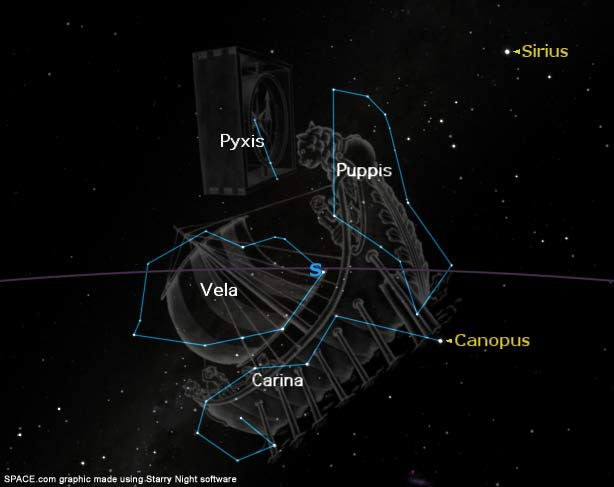 Sirius
Pyxis
Puppis
S
Vela
Canopus
Carina
SPACE.com graphic made using Starry Night software